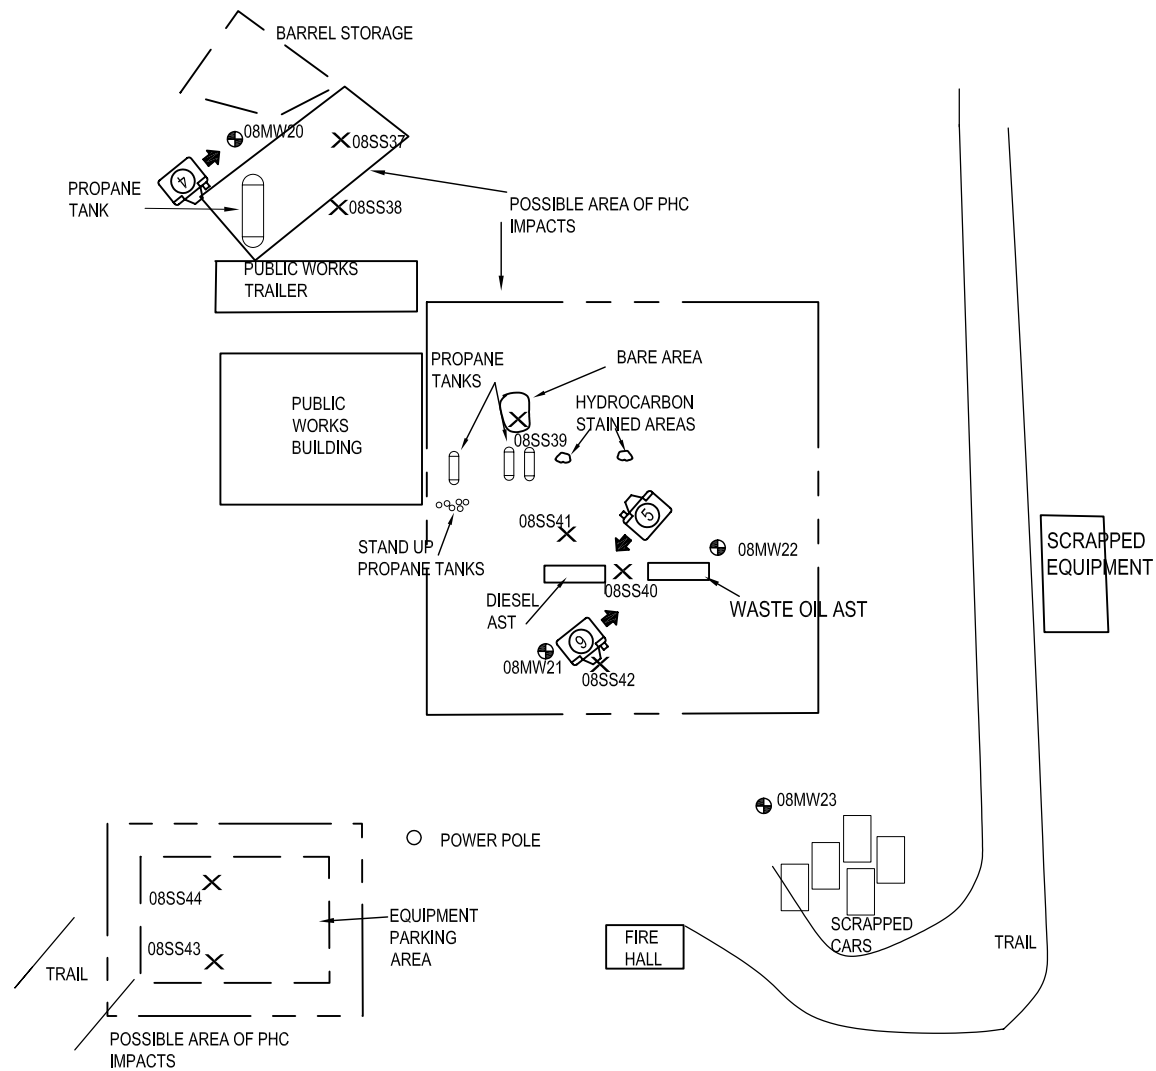 BARREL STORAGE
08MW20
08SS37
4
PROPANE
TANK
08SS38
POSSIBLE AREA OF PHC
IMPACTS
PUBLIC WORKS
TRAILER
PROPANE
TANKS
BARE AREA
PUBLIC
WORKS
BUILDING
HYDROCARBON
STAINED AREAS
08SS39
5
08SS41
STAND UP
PROPANE TANKS
08MW22
SCRAPPED
EQUIPMENT
DIESEL
AST
08SS40
WASTE OIL AST
6
08MW21
08SS42
08MW23
POWER POLE
08SS44
EQUIPMENT
PARKING
AREA
08SS43
TRAIL
FIRE
HALL
SCRAPPED
CARS
TRAIL
POSSIBLE AREA OF PHC
IMPACTS